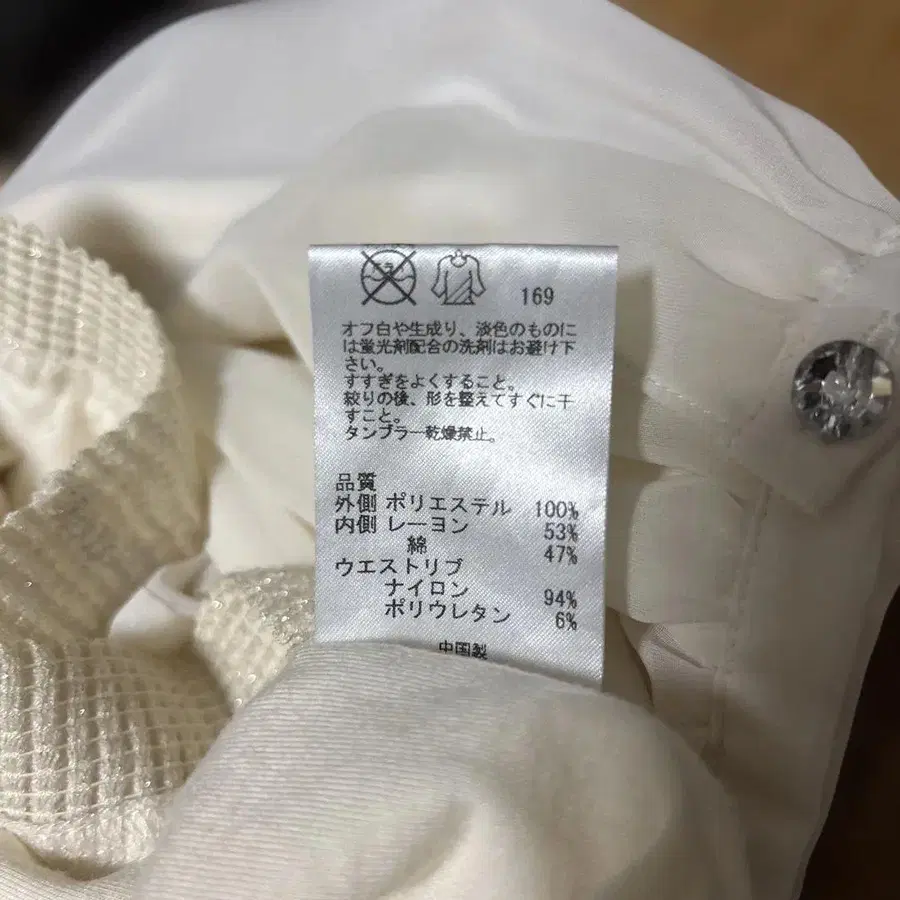 169
オフ白や生成り、淡色のものに
は蛍光剤配合の洗剤はお避け下
さい。
すすぎをよくすること。
絞りの後、形を整えてすぐに干
すこと。
タンブラー乾燥禁止。
品質
外側 ポリエステル 100%
内側 レーヨン 53%
綿 47%
ウエストリブ
ナイロン 94%
ポリウレタン 6%
中国製